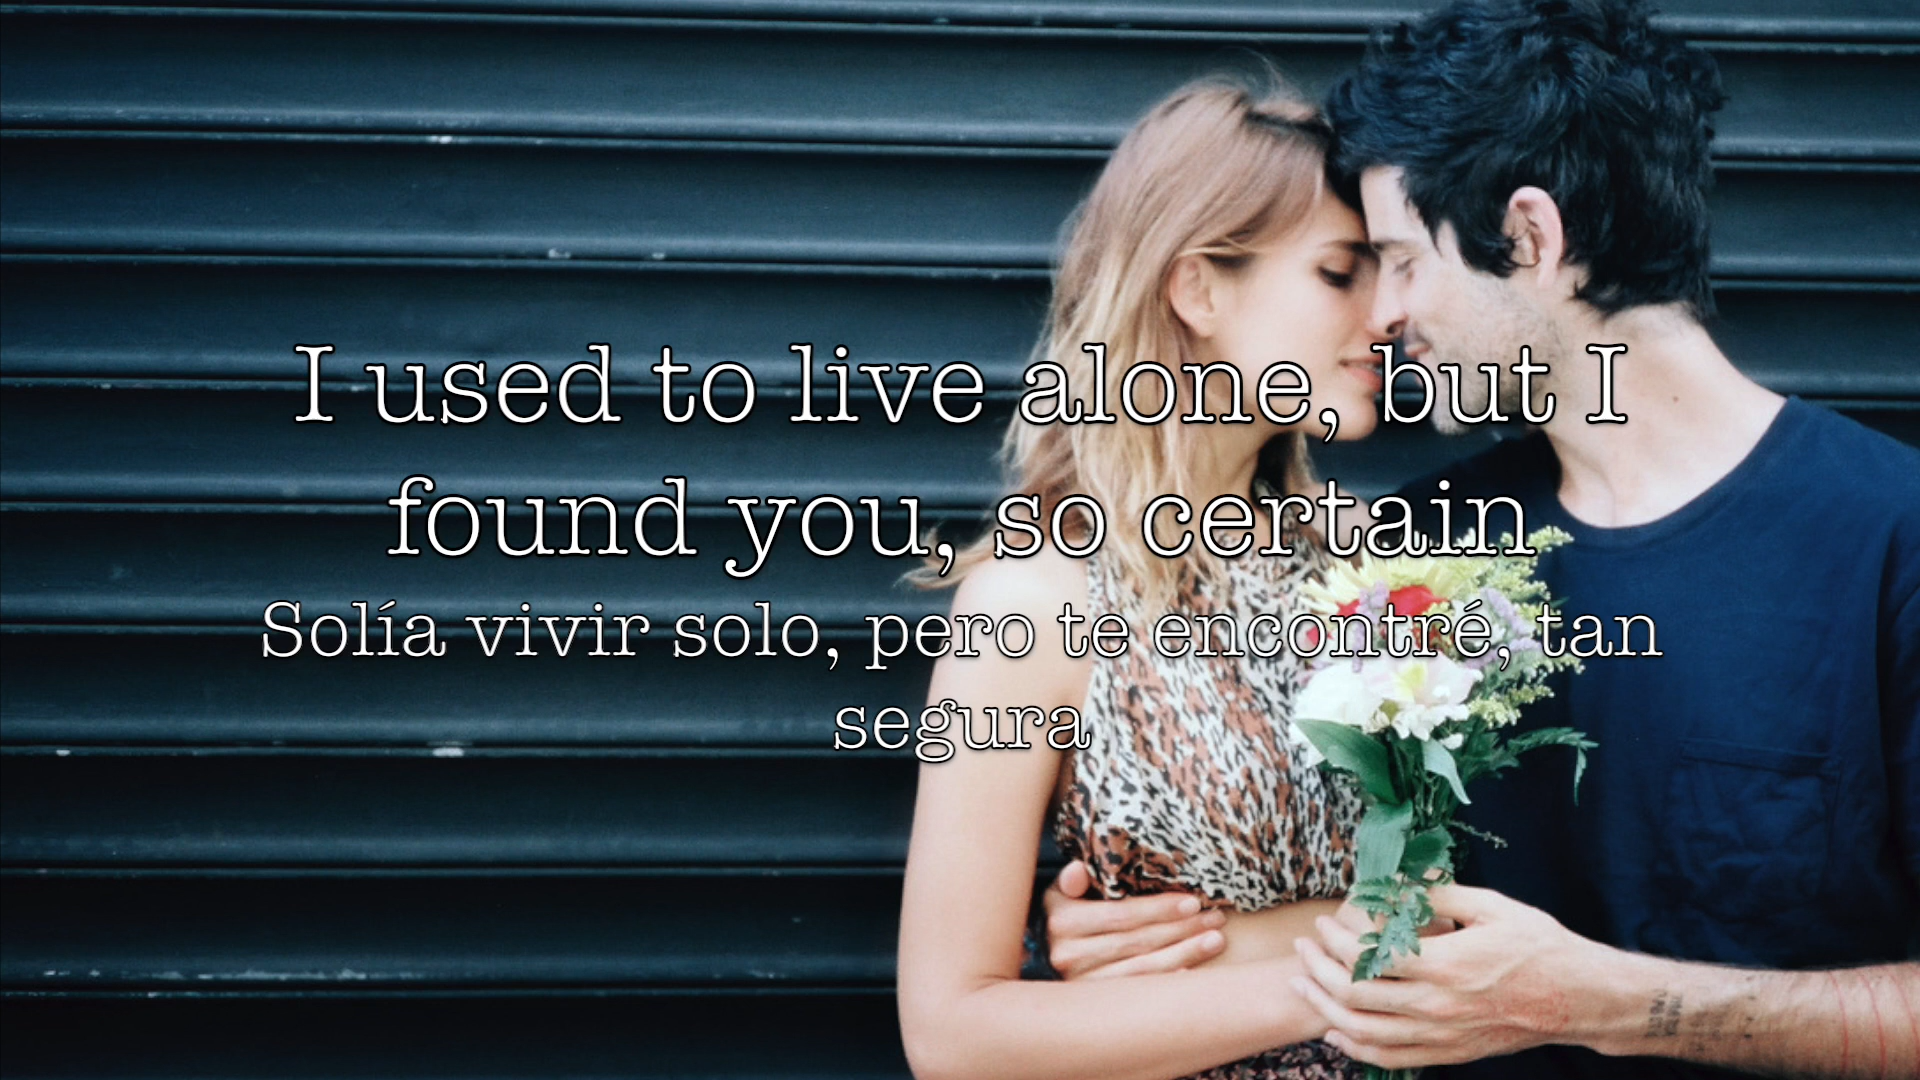 I used to live alone, but I
found you, so certain
Solía vivir solo, pero te encontré, tan
segura